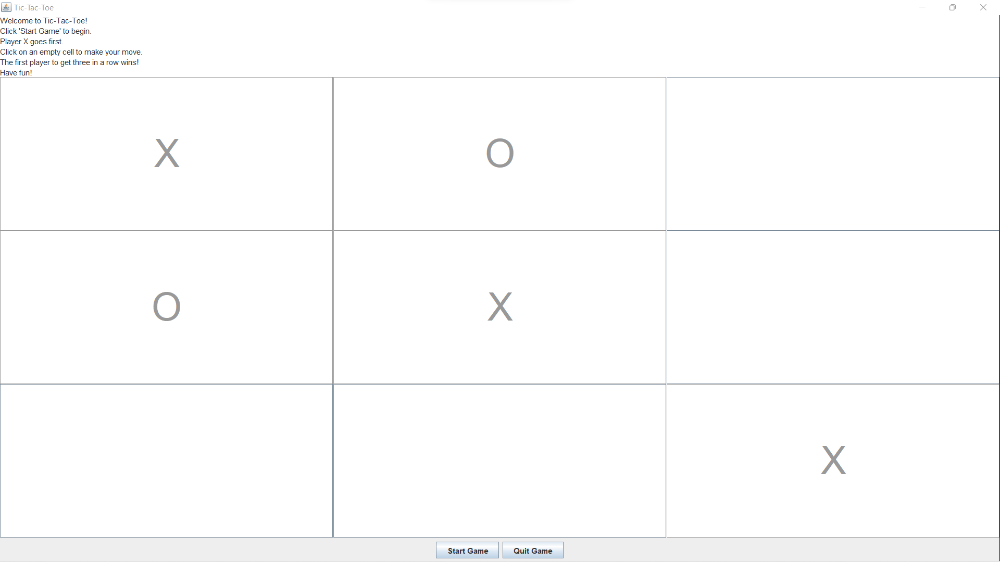 Tic-Tac-Toe
Welcome to Tic-Tac-Toe!
Click 'Start Game' to begin.
Player X goes first.
Click on an empty cell to make your move.
The first player to get three in a row wins!
Have fun!
X O
O X
X
Start Game Quit Game